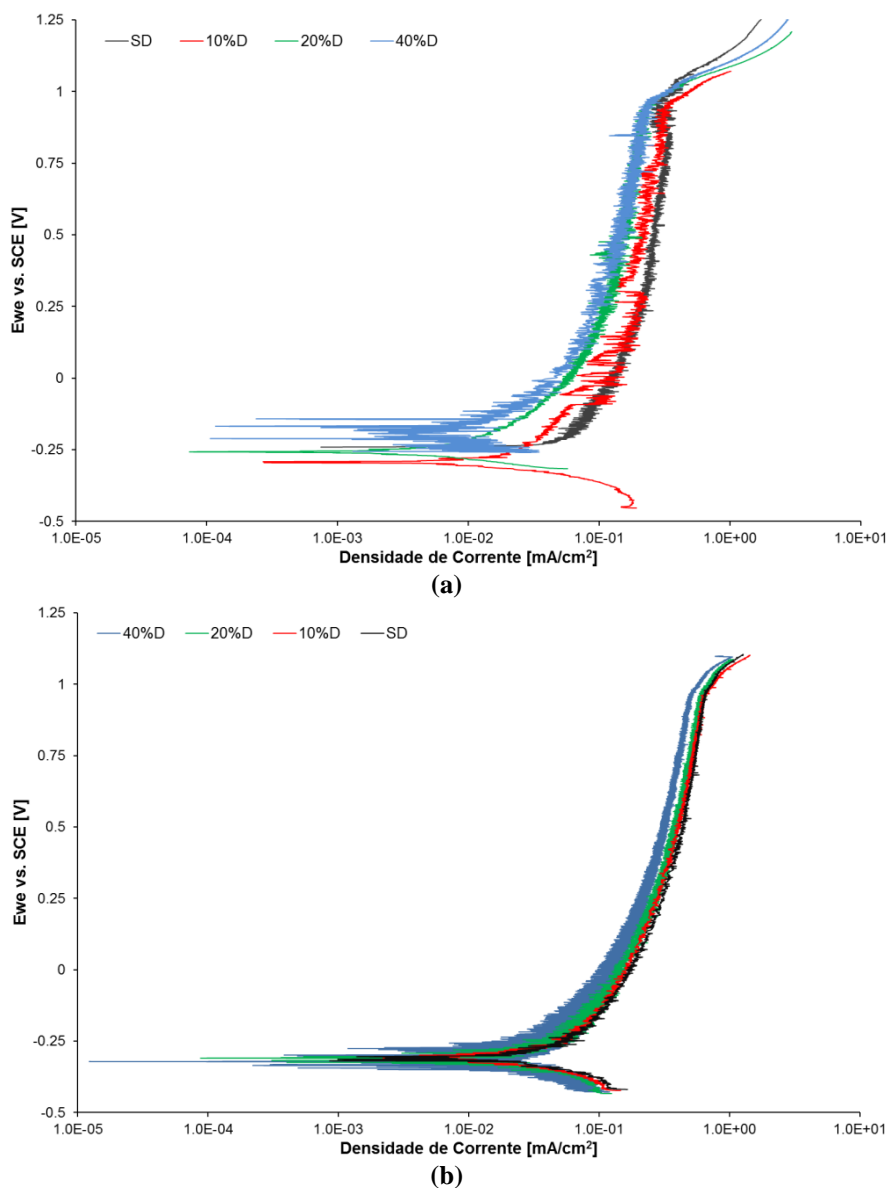 1.25
SD 10%D 20%D 40%D
1
0.75
0.5
0.25
0
-0.25
-0.5
Ewe vs. SCE [V]
1.0E-05 1.0E-04 1.0E-03 1.0E-02 1.0E-01 1.0E+00 1.0E+01
Densidade de Corrente [mA/cm²]
(a)
1.25
40%D 20%D 10%D SD
1
0.75
0.5
0.25
0
-0.25
-0.5
Ewe vs. SCE [V]
1.0E-05 1.0E-04 1.0E-03 1.0E-02 1.0E-01 1.0E+00 1.0E+01
Densidade de Corrente [mA/cm²]
(b)